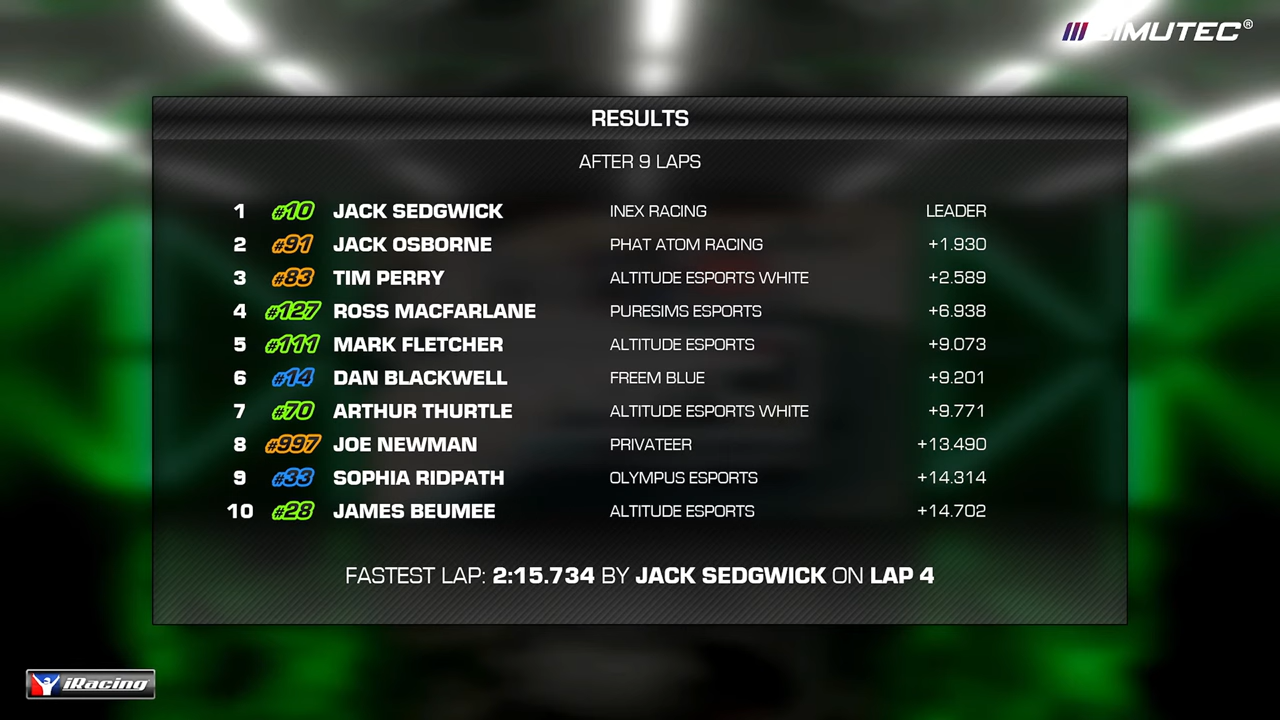 SIMUTEC®
RESULTS
AFTER 9 LAPS
1 #10 JACK SEDGWICK INEX RACING LEADER
2 #91 JACK OSBORNE PHAT ATOM RACING +1.930
3 #83 TIM PERRY ALTITUDE ESPORTS WHITE +2.589
4 #127 ROSS MACFARLANE PURESIMS ESPORTS +6.938
5 #111 MARK FLETCHER ALTITUDE ESPORTS +9.073
6 #14 DAN BLACKWELL FREEM BLUE +9.201
7 #70 ARTHUR THURTLE ALTITUDE ESPORTS WHITE +9.771
8 #997 JOE NEWMAN PRIVATEER +13.490
9 #33 SOPHIA RIDPATH OLYMPUS ESPORTS +14.314
10 #28 JAMES BEUMEE ALTITUDE ESPORTS +14.702
FASTEST LAP: 2:15.734 BY JACK SEDGWICK ON LAP 4
iRacing